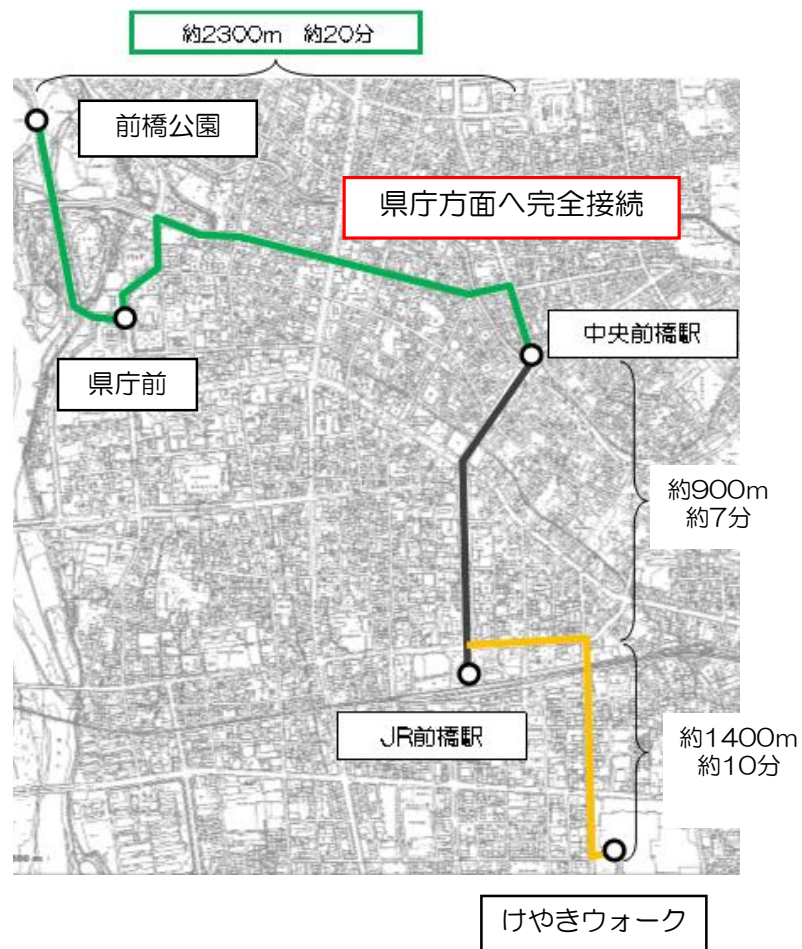 約2300m 約20分
前橋公園
県庁方面へ完全接続
中央前橋駅
県庁前
約900m
約7分
JR前橋駅
約1400m
約10分
けやきウォーク